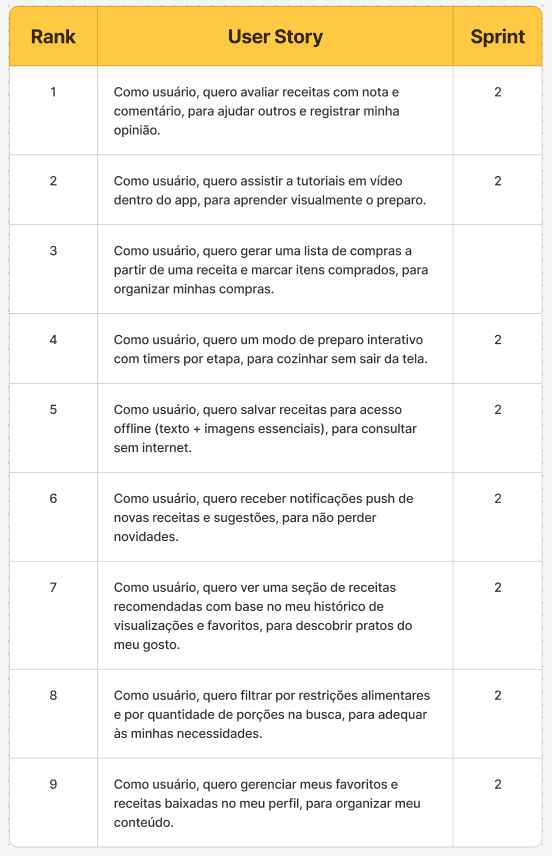 Rank User Story Sprint
1 Como usuário, quero avaliar receitas com nota e 2
comentário, para ajudar outros e registrar minha
opinião.
2 Como usuário, quero assistir a tutoriais em vídeo 2
dentro do app, para aprender visualmente o preparo.
3 Como usuário, quero gerar uma lista de compras a
partir de uma receita e marcar itens comprados, para
organizar minhas compras.
4 Como usuário, quero um modo de preparo interativo 2
com timers por etapa, para cozinhar sem sair da tela.
5 Como usuário, quero salvar receitas para acesso 2
offline (texto + imagens essenciais), para consultar
sem internet.
6 Como usuário, quero receber notificações push de 2
novas receitas e sugestões, para não perder
novidades.
7 Como usuário, quero ver uma seção de receitas 2
recomendadas com base no meu histórico de
visualizações e favoritos, para descobrir pratos do
meu gosto.
8 Como usuário, quero filtrar por restrições alimentares 2
e por quantidade de porções na busca, para adequar
às minhas necessidades.
9 Como usuário, quero gerenciar meus favoritos e 2
receitas baixadas no meu perfil, para organizar meu
conteúdo.